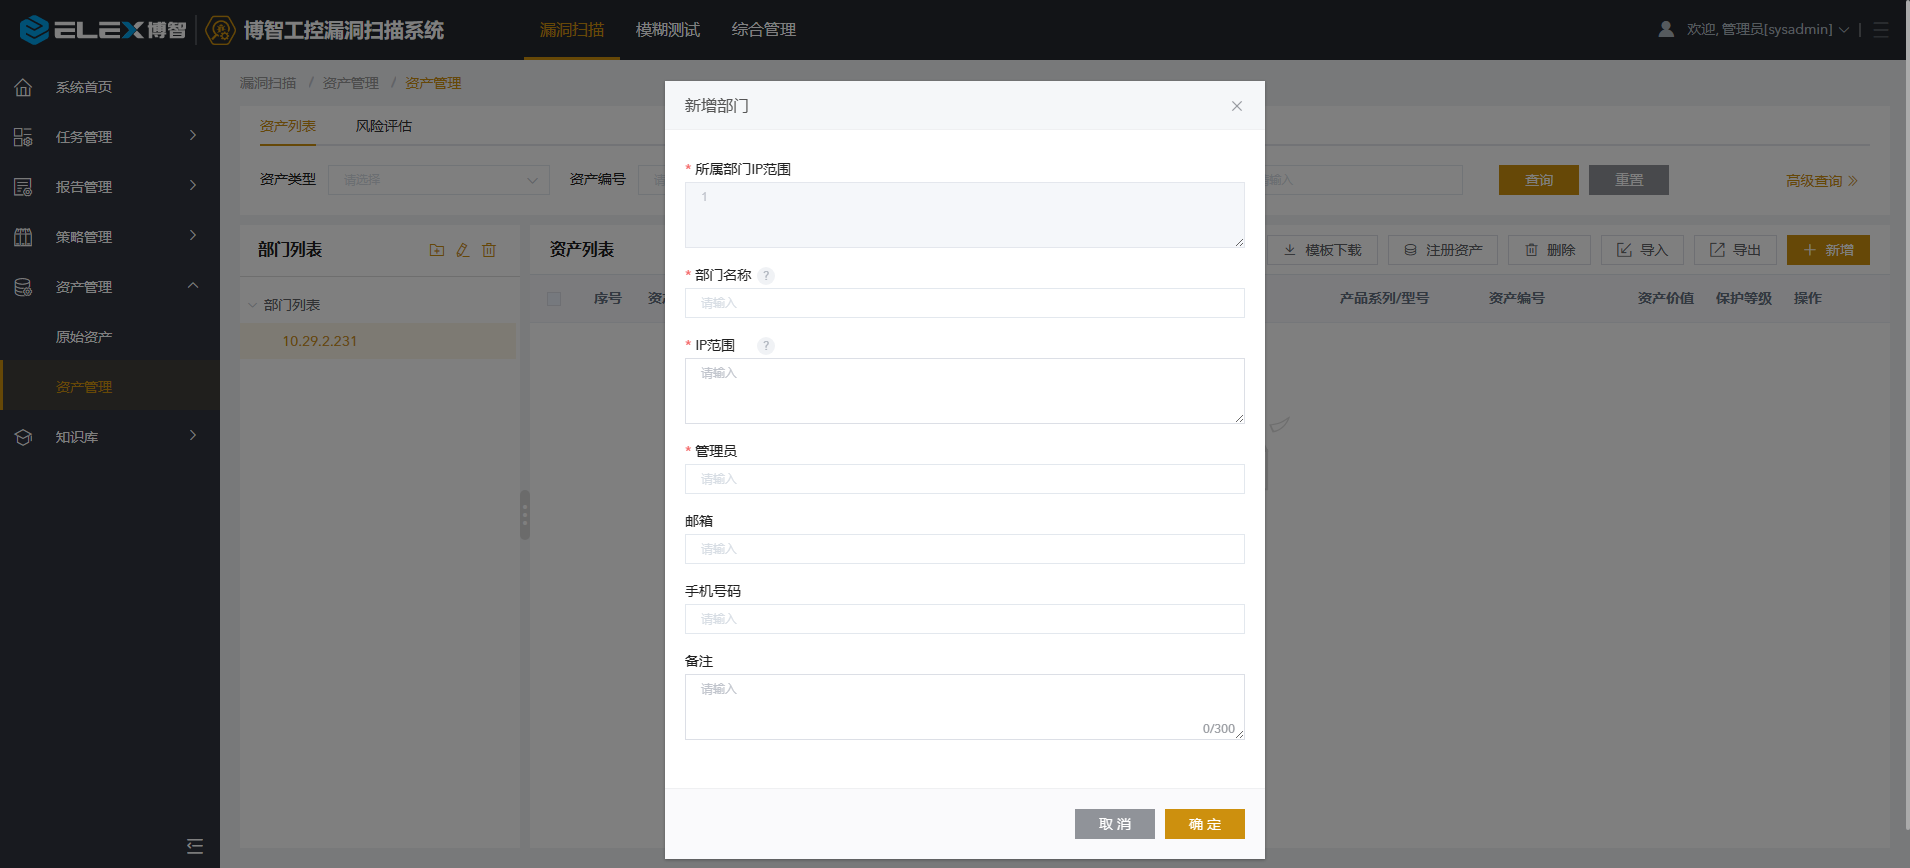 ELEX博智 博智工控漏洞扫描系统 漏洞扫描 模糊测试 综合管理 欢迎, 管理员[sysadmin]
系统首页
任务管理
报告管理
策略管理
资产管理
原始资产
资产管理
知识库
漏洞扫描 / 资产管理 / 资产管理
资产列表 风险评估
资产类型 请选择 资产编号 查询 重置 高级查询
部门列表
部门列表
10.29.2.231
资产列表 模板下载 注册资产 删除 导入 导出 新增
序号 产品系列/型号 资产编号 资产价值 保护等级 操作
新增部门
* 所属部门IP范围
1
* 部门名称 ?
请输入
* IP范围 ?
请输入
* 管理员
请输入
邮箱
请输入
手机号码
请输入
备注
请输入
0/300
取消 确定